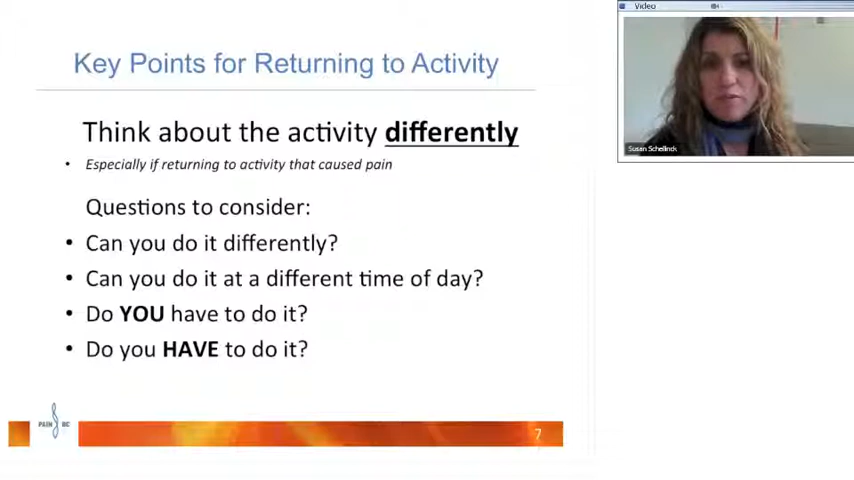 Video
Key Points for Returning to Activity
Think about the activity differently
• Especially if returning to activity that caused pain
Susan Schellinck
Questions to consider:
• Can you do it differently?
• Can you do it at a different time of day?
• Do YOU have to do it?
• Do you HAVE to do it?
PAIN BC
7